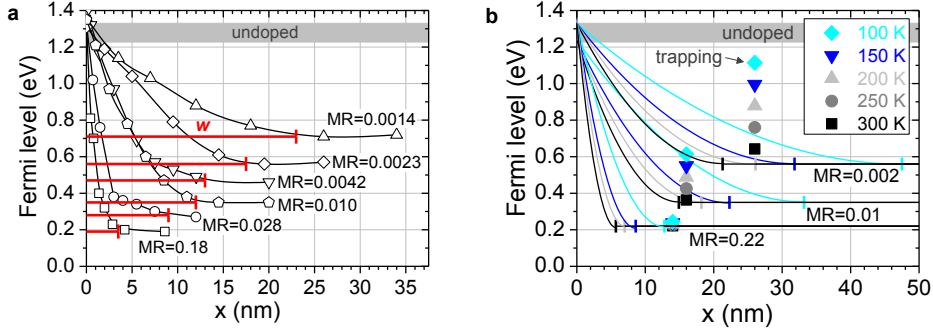 a
undoped
w
MR=0.0014
MR=0.0023
MR=0.0042
MR=0.010
MR=0.028
MR=0.18
Fermi level (eV)
1.4
1.2
1.0
0.8
0.6
0.4
0.2
0.0
0 5 10 15 20 25 30 35
x (nm)
b
undoped
trapping
100 K
150 K
200 K
250 K
300 K
MR=0.002
MR=0.01
MR=0.22
Fermi level (eV)
1.4
1.2
1.0
0.8
0.6
0.4
0.2
0.0
0 10 20 30 40 50
x (nm)